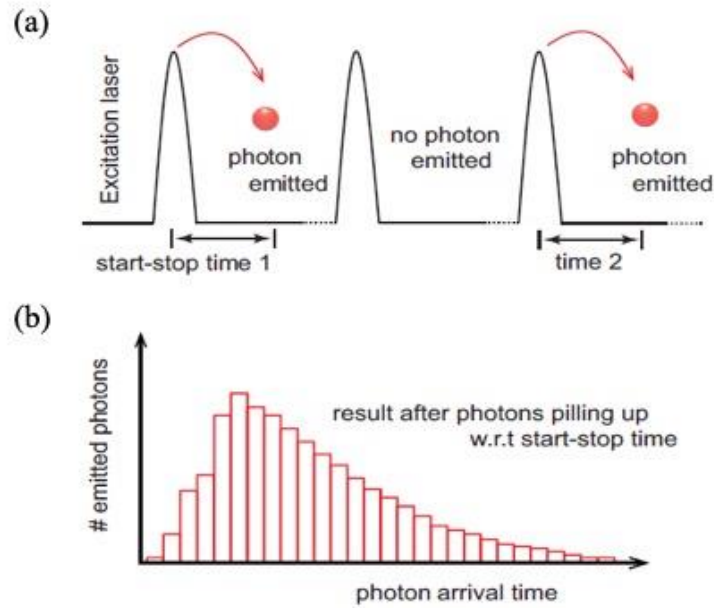 (a)
Excitation laser
photon
emitted
no photon
emitted
photon
emitted
start-stop time 1
time 2
(b)
# emitted photons
result after photons pilling up
w.r.t start-stop time
photon arrival time